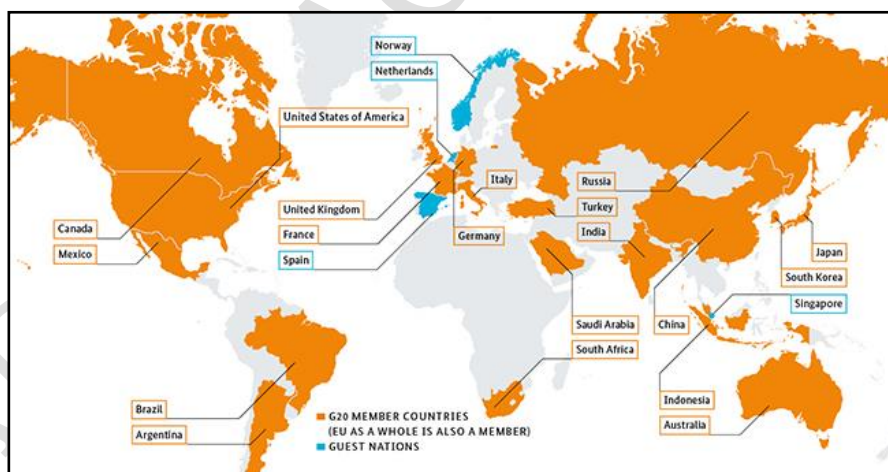 Norway
Netherlands
United States of America
Italy
Russia
Canada
United Kingdom
Turkey
France
Germany
India
Mexico
Spain
Japan
South Korea
Singapore
Saudi Arabia
China
South Africa
Indonesia
Brazil
Australia
Argentina
G20 MEMBER COUNTRIES
(EU AS A WHOLE IS ALSO A MEMBER)
GUEST NATIONS